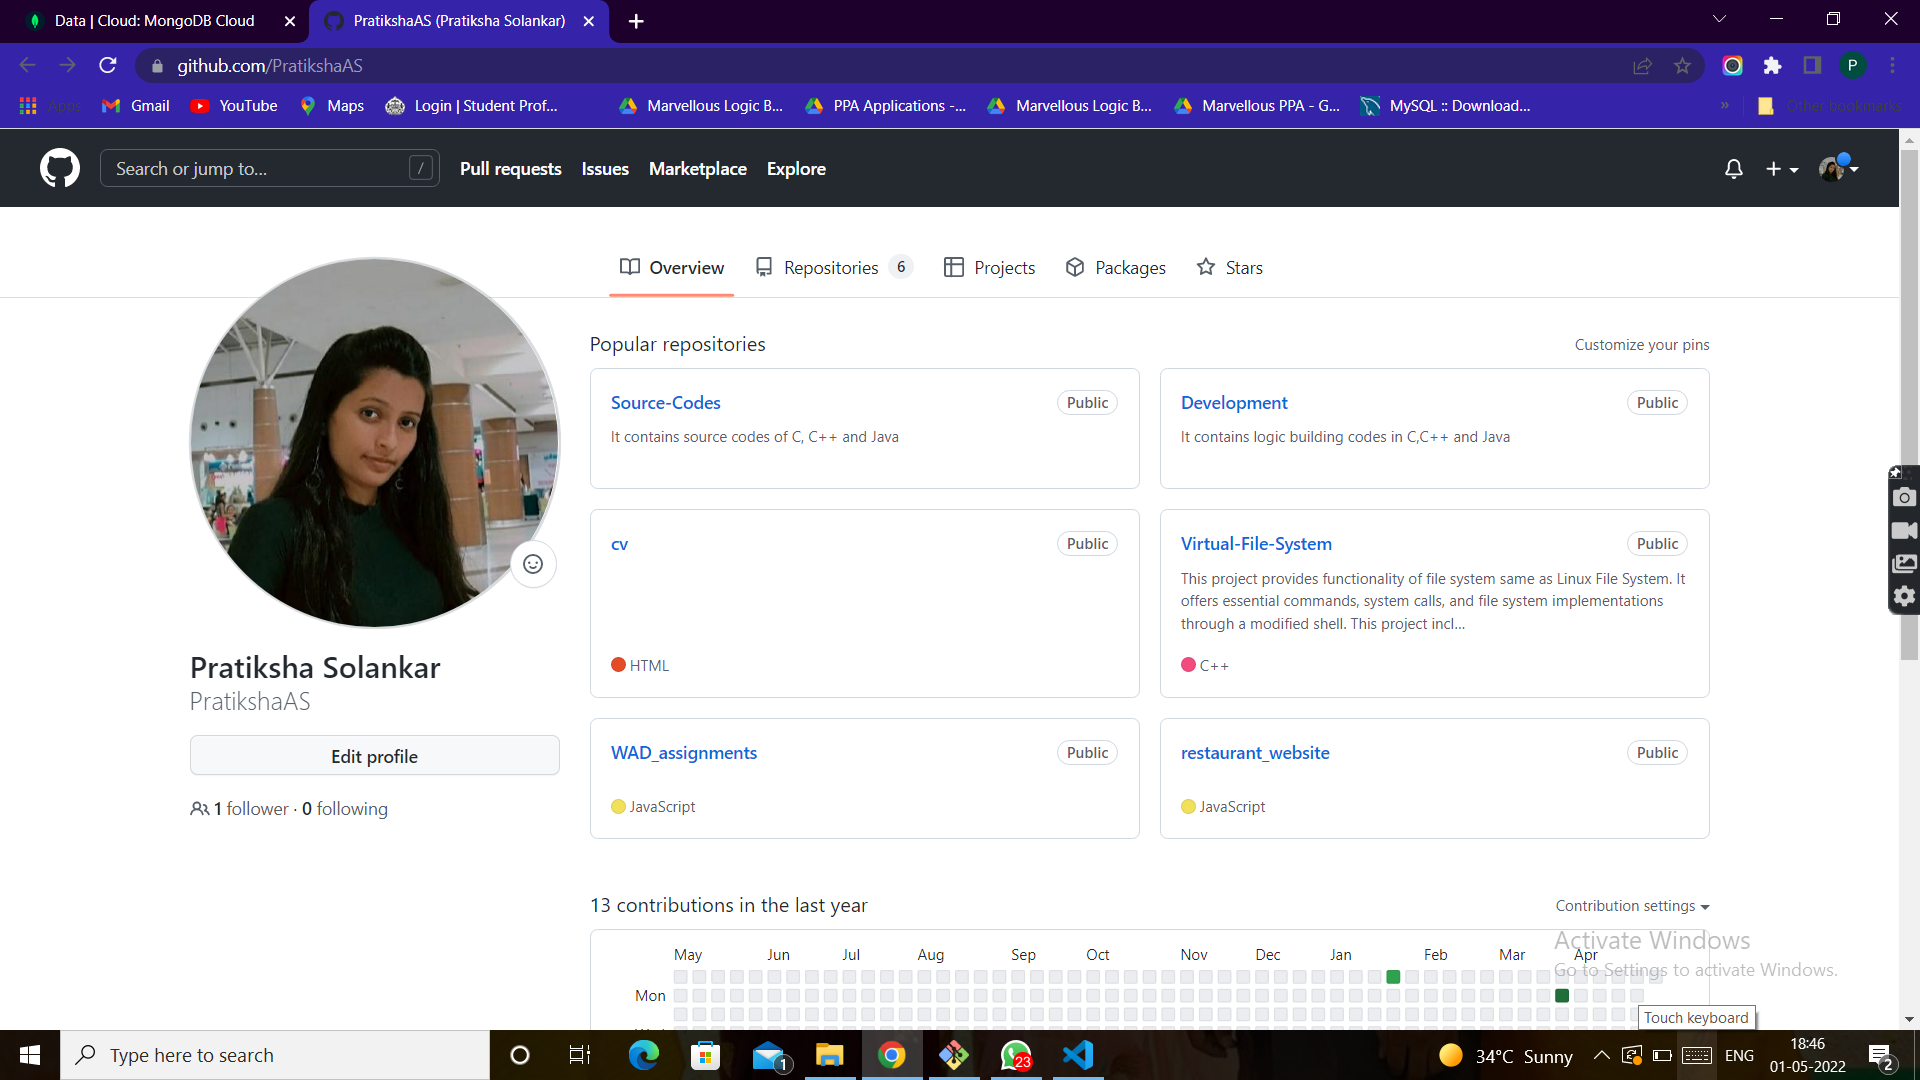 Data | Cloud: MongoDB Cloud
PratikshaAS (Pratiksha Solankar)
github.com/PratikshaAS
P
Apps
Gmail
YouTube
Maps
Login | Student Prof...
Marvellous Logic B...
PPA Applications -...
Marvellous Logic B...
Marvellous PPA - G...
MySQL :: Download...
»
Other bookmarks
Search or jump to...
/
Pull requests
Issues
Marketplace
Explore
Overview
Repositories 6
Projects
Packages
Stars
Popular repositories
Customize your pins
Source-Codes
Public
It contains source codes of C, C++ and Java
Development
Public
It contains logic building codes in C,C++ and Java
cv
Public
HTML
Virtual-File-System
Public
This project provides functionality of file system same as Linux File System. It
offers essential commands, system calls, and file system implementations
through a modified shell. This project incl...
C++
Pratiksha Solankar
PratikshaAS
Edit profile
1 follower · 0 following
WAD_assignments
Public
JavaScript
restaurant_website
Public
JavaScript
13 contributions in the last year
Contribution settings
May Jun Jul Aug Sep Oct Nov Dec Jan Feb Mar Apr
Mon
Activate Windows
Go to Settings to activate Windows.
Touch keyboard
Type here to search
1
23
34°C Sunny
ENG
18:46
01-05-2022
2